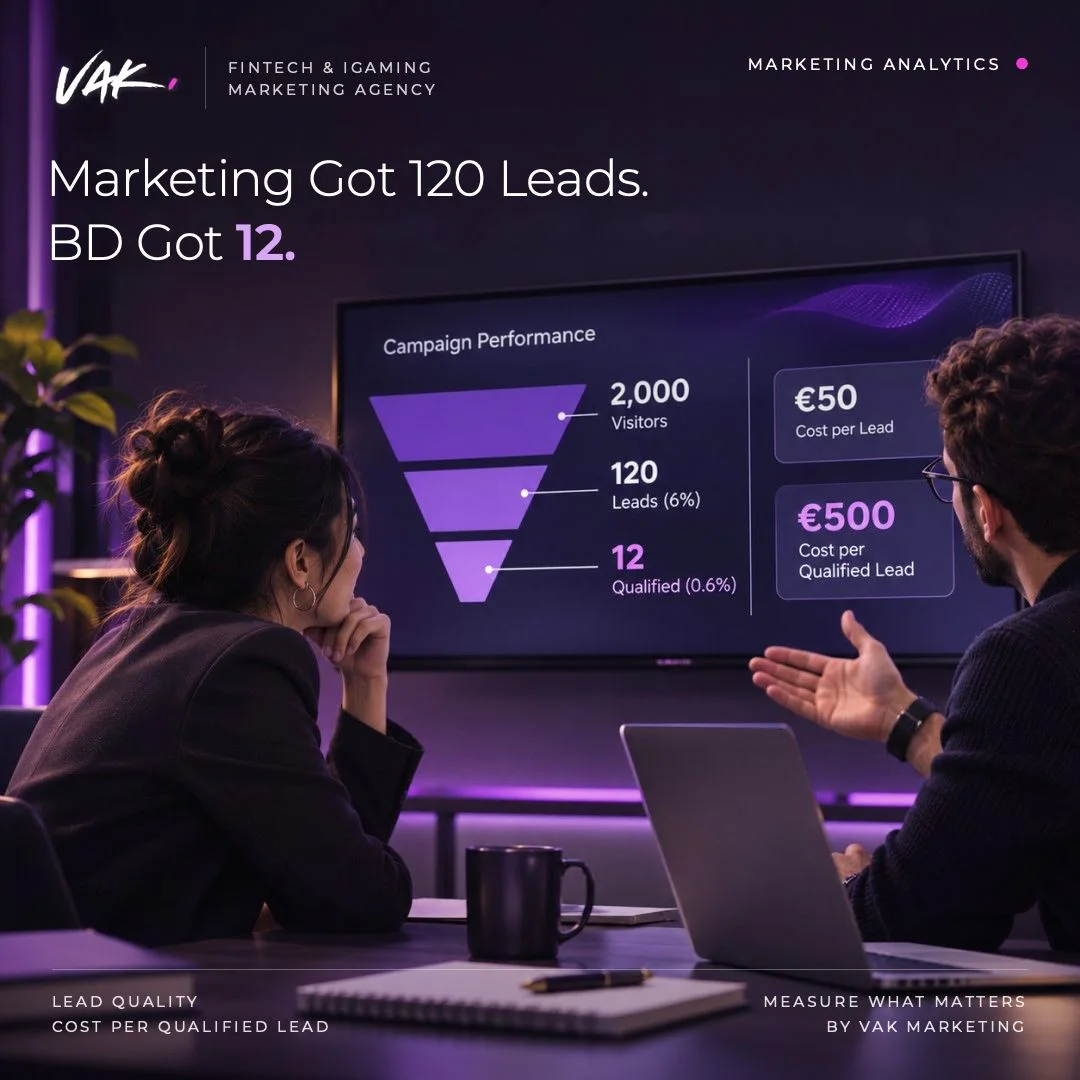 VAK
FINTECH & IGAMING
MARKETING AGENCY
MARKETING ANALYTICS
Marketing Got 120 Leads.
BD Got 12.
Campaign Performance
2,000
Visitors
120
Leads (6%)
12
Qualified (0.6%)
€50
Cost per Lead
€500
Cost per
Qualified Lead
LEAD QUALITY
COST PER QUALIFIED LEAD
MEASURE WHAT MATTERS
BY VAK MARKETING